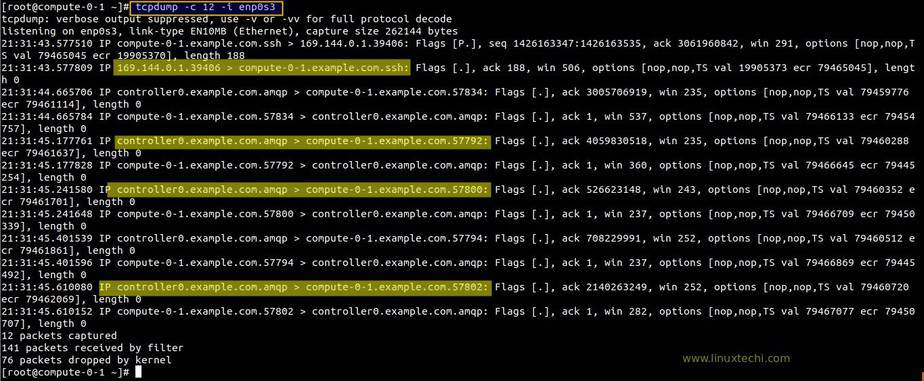 [root@compute-0-1 ~]# tcpdump -c 12 -i enp0s3
tcpdump: verbose output suppressed, use -v or -vv for full protocol decode
listening on enp0s3, link-type EN10MB (Ethernet), capture size 262144 bytes
21:31:43.577510 IP compute-0-1.example.com.ssh > 169.144.0.1.39406: Flags [P.], seq 1426163347:1426163535, ack 3061960842, win 291, options [nop,nop,T
S val 79465045 ecr 19905370], length 188
21:31:43.577809 IP 169.144.0.1.39406 > compute-0-1.example.com.ssh: Flags [.], ack 188, win 506, options [nop,nop,TS val 19905373 ecr 79465045], lengt
h 0
21:31:44.665706 IP controller0.example.com.amqp > compute-0-1.example.com.57834: Flags [.], ack 3005706919, win 235, options [nop,nop,TS val 79459776
ecr 79461114], length 0
21:31:44.665784 IP compute-0-1.example.com.57834 > controller0.example.com.amqp: Flags [.], ack 1, win 537, options [nop,nop,TS val 79466133 ecr 79454
757], length 0
21:31:45.177761 IP controller0.example.com.amqp > compute-0-1.example.com.57792: Flags [.], ack 4059830518, win 235, options [nop,nop,TS val 79460288
ecr 79461637], length 0
21:31:45.177828 IP compute-0-1.example.com.57792 > controller0.example.com.amqp: Flags [.], ack 1, win 360, options [nop,nop,TS val 79466645 ecr 79445
254], length 0
21:31:45.241580 IP controller0.example.com.amqp > compute-0-1.example.com.57800: Flags [.], ack 526623148, win 243, options [nop,nop,TS val 79460352 e
cr 79461701], length 0
21:31:45.241648 IP compute-0-1.example.com.57800 > controller0.example.com.amqp: Flags [.], ack 1, win 237, options [nop,nop,TS val 79466709 ecr 79450
339], length 0
21:31:45.401539 IP controller0.example.com.amqp > compute-0-1.example.com.57794: Flags [.], ack 708229991, win 252, options [nop,nop,TS val 79460512 e
cr 79461861], length 0
21:31:45.401596 IP compute-0-1.example.com.57794 > controller0.example.com.amqp: Flags [.], ack 1, win 237, options [nop,nop,TS val 79466869 ecr 79445
492], length 0
21:31:45.610080 IP controller0.example.com.amqp > compute-0-1.example.com.57802: Flags [.], ack 2140263249, win 252, options [nop,nop,TS val 79460720
ecr 79462069], length 0
21:31:45.610152 IP compute-0-1.example.com.57802 > controller0.example.com.amqp: Flags [.], ack 1, win 282, options [nop,nop,TS val 79467077 ecr 79450
707], length 0
12 packets captured
141 packets received by filter
76 packets dropped by kernel
[root@compute-0-1 ~]#
www.linuxtechi.com